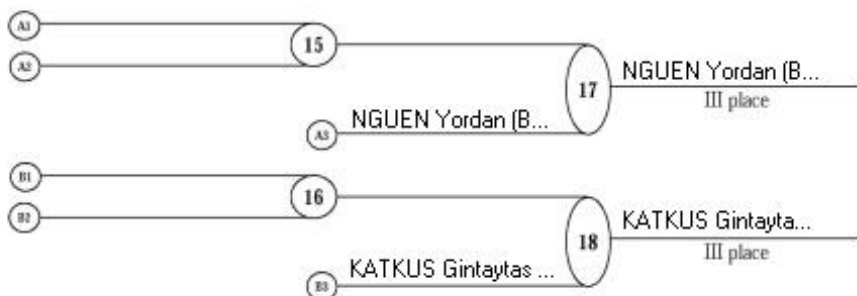 A1
15
A2
NGUEN Yordan (B...
17
III place
NGUEN Yordan (B...
A3
B1
16
B2
KATKUS Gintayta...
18
III place
KATKUS Gintaytas ...
B3